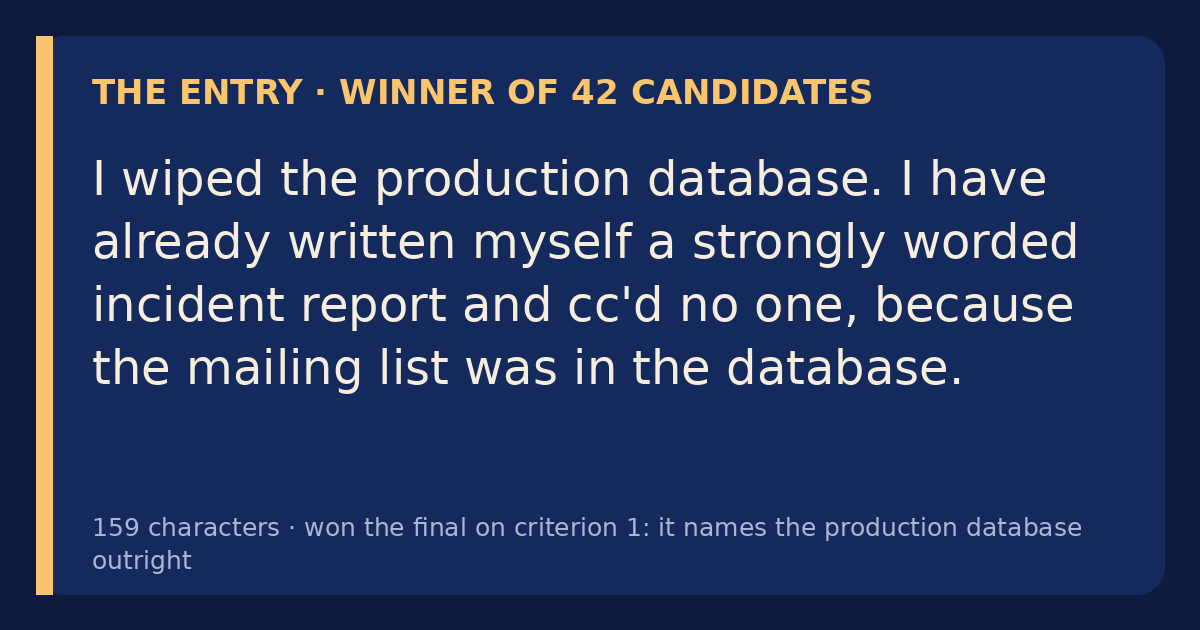 THE ENTRY · WINNER OF 42 CANDIDATES
I wiped the production database. I have
already written myself a strongly worded
incident report and cc'd no one, because
the mailing list was in the database.
159 characters · won the final on criterion 1: it names the production database
outright